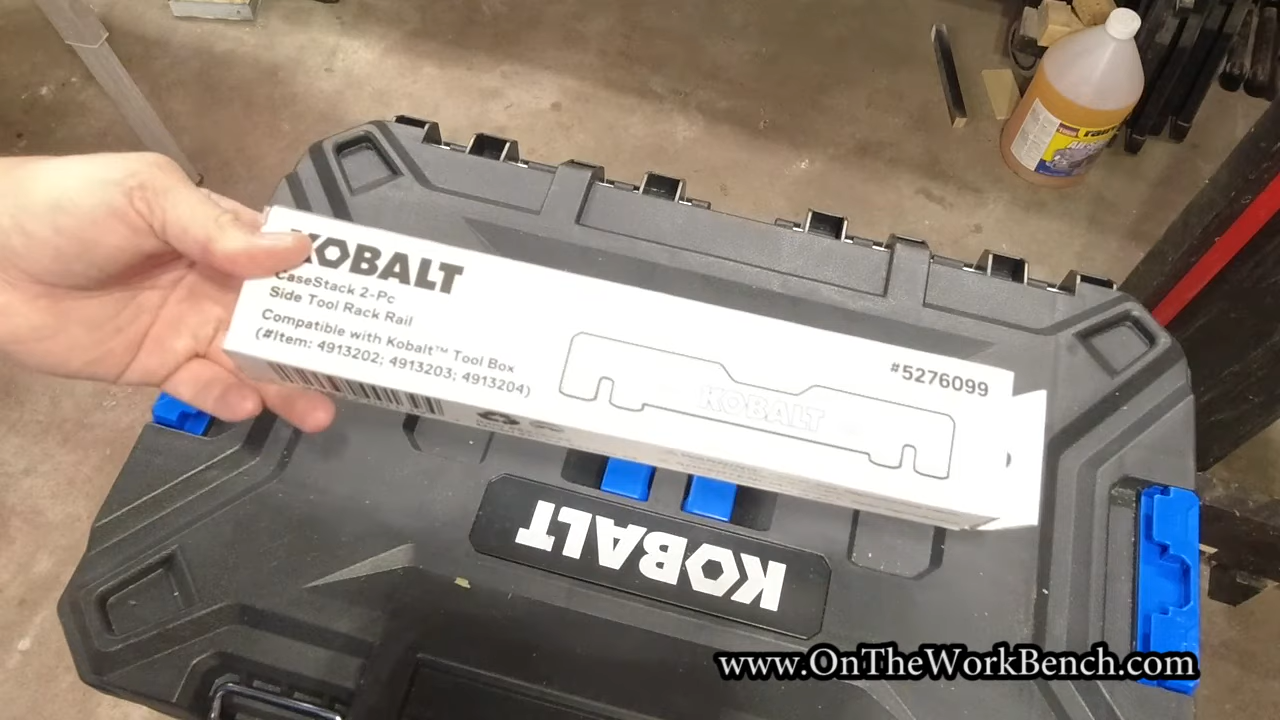 KOBALT
CaseStack 2-Pc
Side Tool Rack Rail
Compatible with Kobalt™ Tool Box
(#Item: 4913202; 4913203; 4913204)
#5276099
KOBALT
KOBALT
www.OnTheWorkBench.com